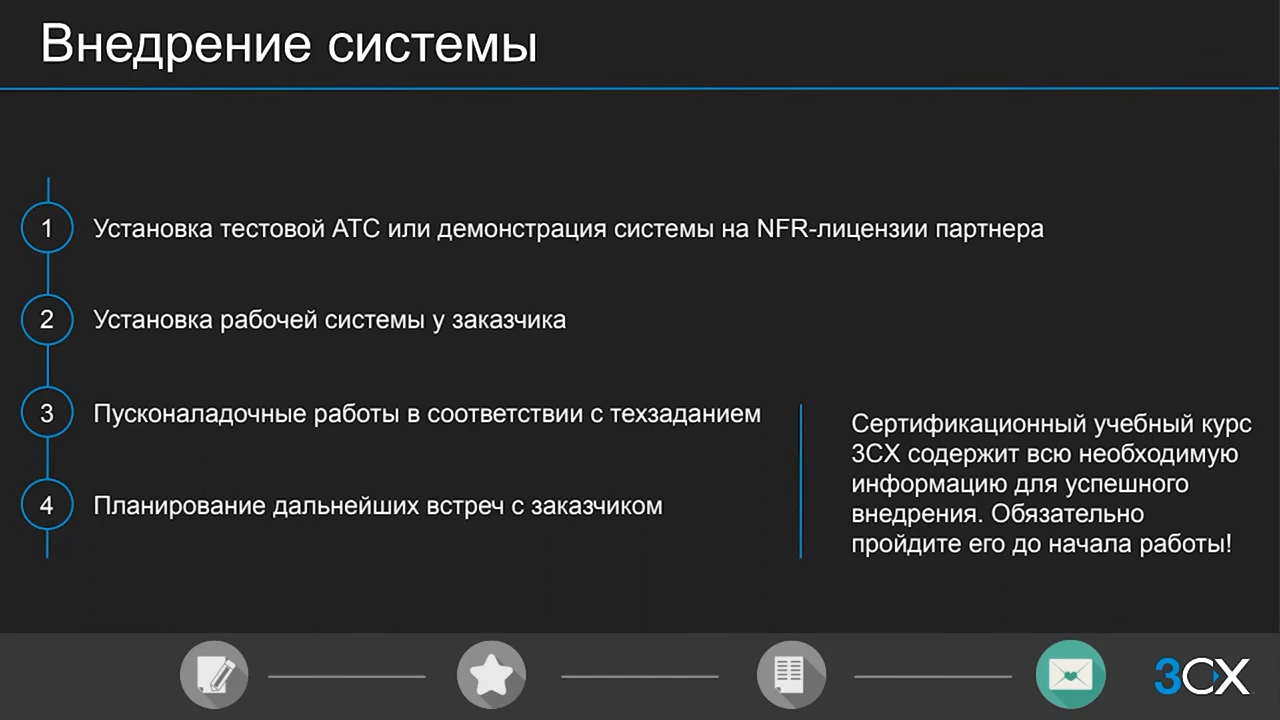 Внедрение системы
1 Установка тестовой АТС или демонстрация системы на NFR-лицензии партнера
2 Установка рабочей системы у заказчика
3 Пусконаладочные работы в соответствии с техзаданием
4 Планирование дальнейших встреч с заказчиком
Сертификационный учебный курс
3CX содержит всю необходимую
информацию для успешного
внедрения. Обязательно
пройдите его до начала работы!
3CX